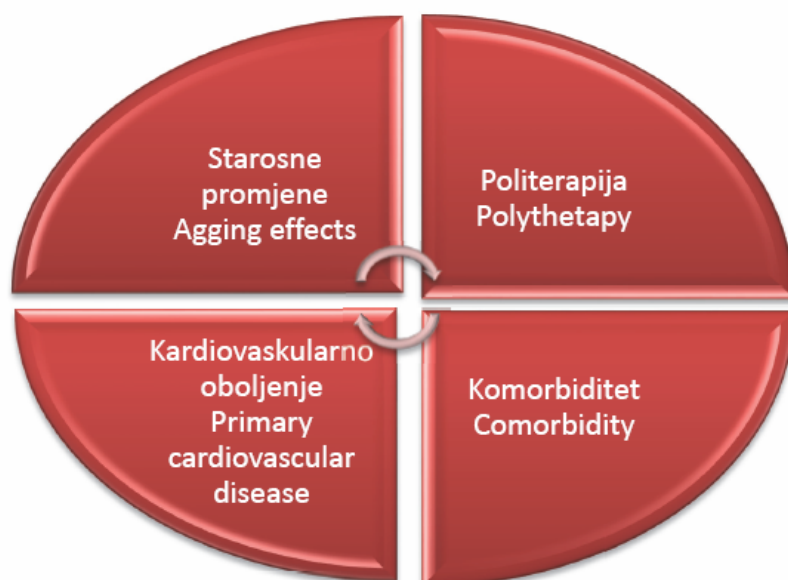 Starosne
promjene
Agging effects
Politerapija
Polythetapy
Kardiovaskularno
oboljenje
Primary
cardiovascular
disease
Komorbiditet
Comorbidity